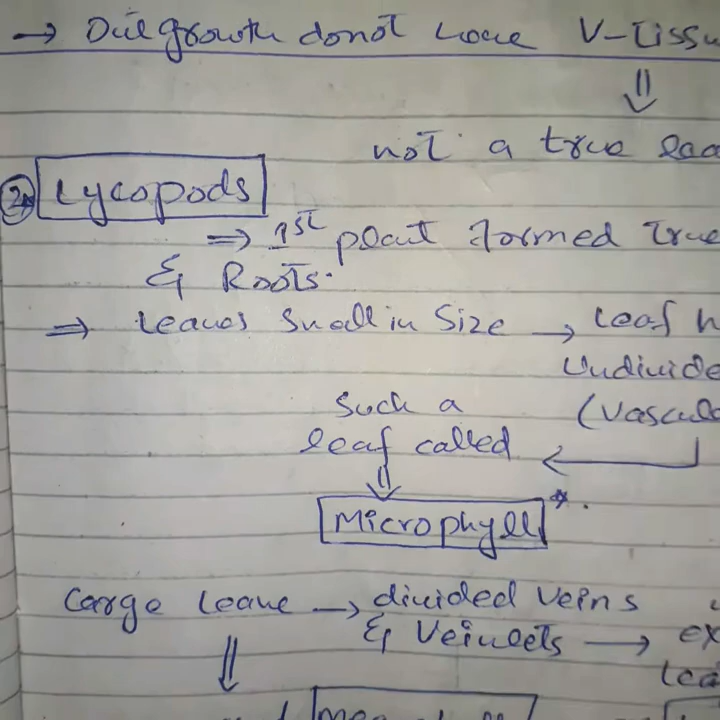 → Outgrowth donot have V-Tissu
⇓
not a true lea
② Lycopods
⇒ 1st plant formed True
& Roots.
⇒ Leaves Small in Size → Leaf h
Undivide
Such a (Vascula
leaf called ←
⇓
Microphyll *.
Large Leave → divided veins
& Veinlets → ex
⇓ lea